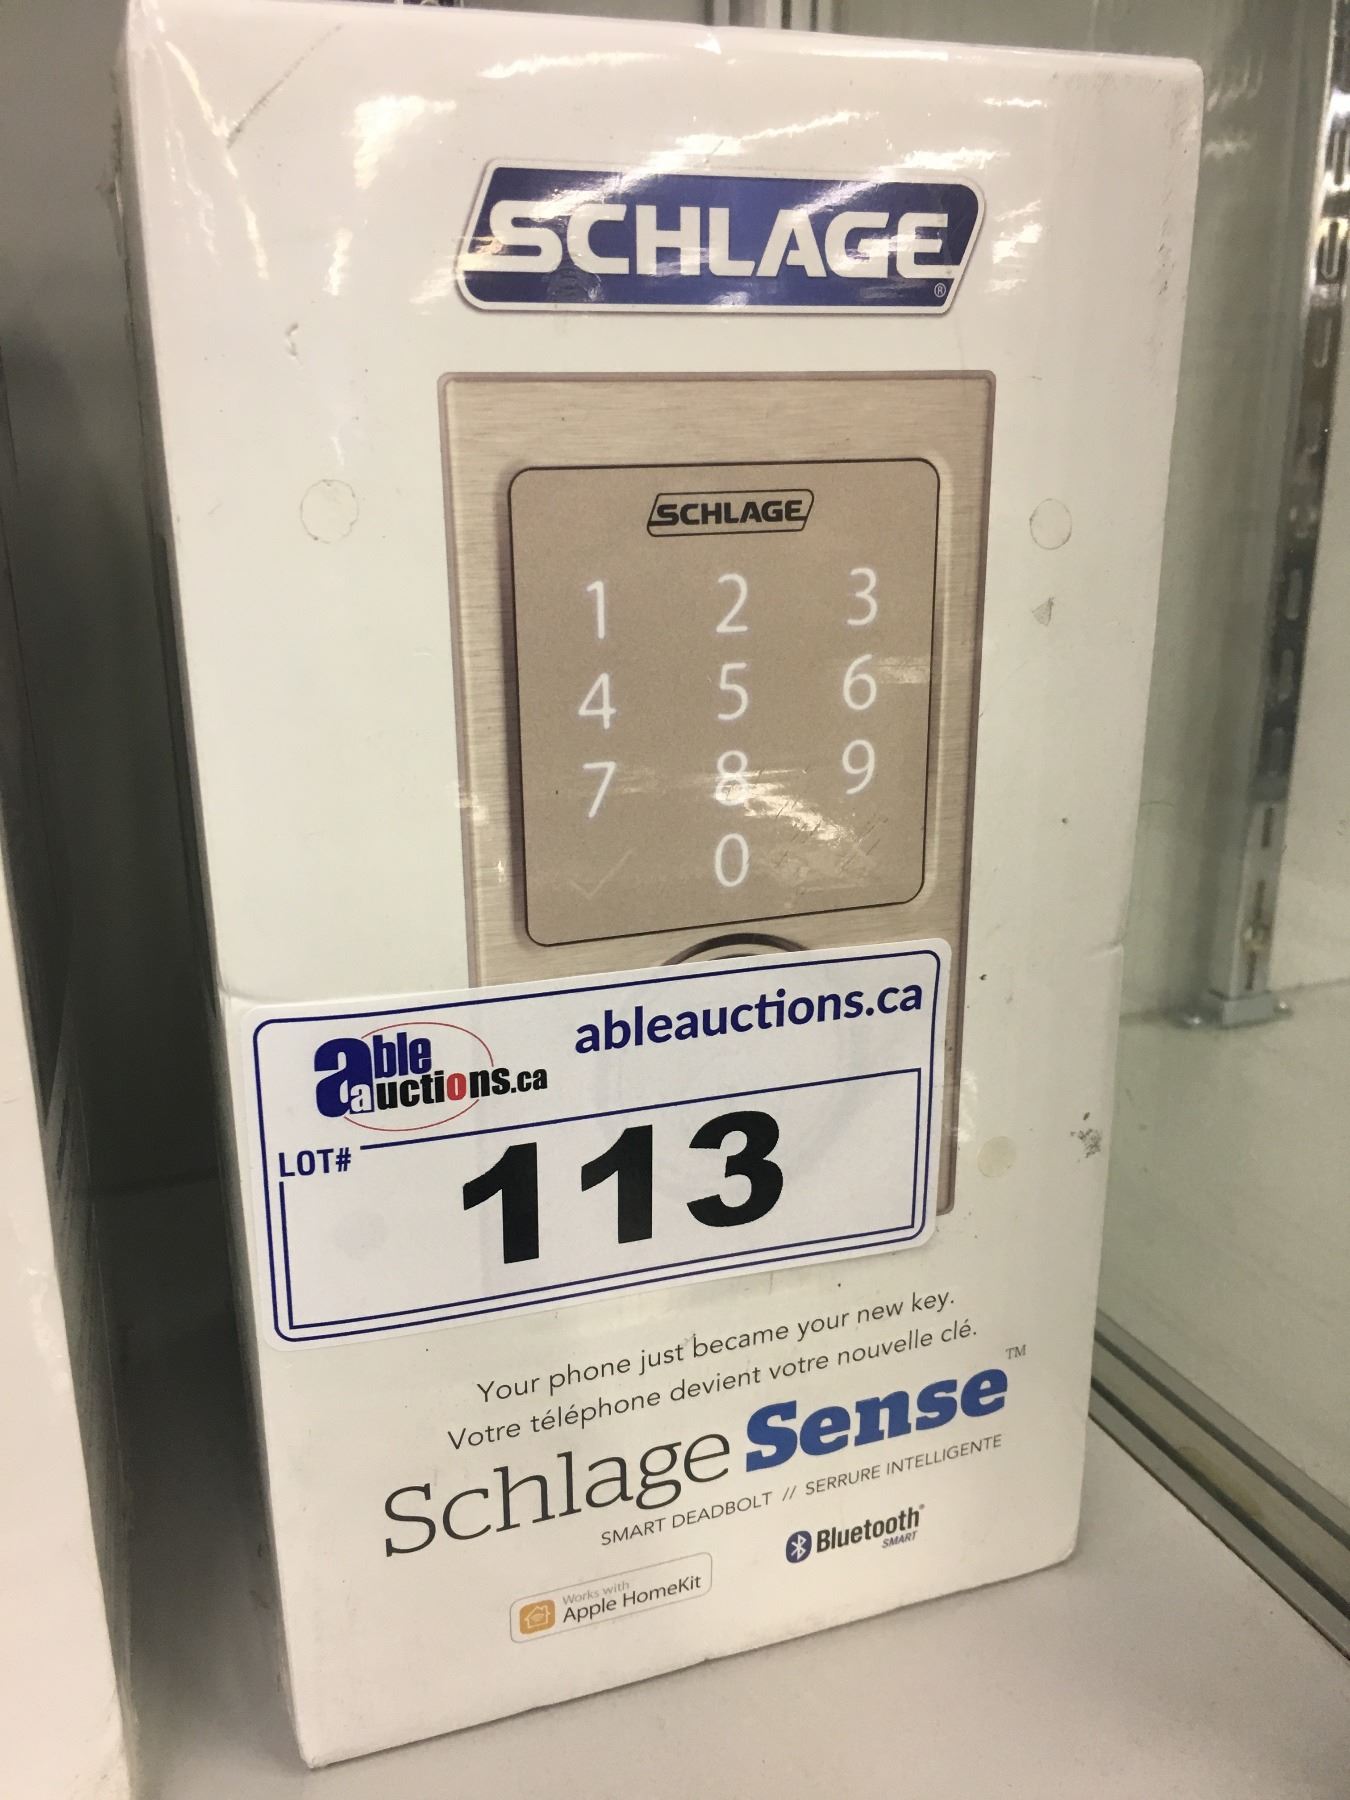 SCHLAGE®
SCHLAGE
1 2 3
4 5 6
7 8 9
0
able auctions.ca
ableauctions.ca
LOT#
113
Your phone just became your new key.
Votre téléphone devient votre nouvelle clé.
Schlage Sense™
SMART DEADBOLT // SERRURE INTELLIGENTE
Bluetooth®
SMART
Works with
Apple HomeKit